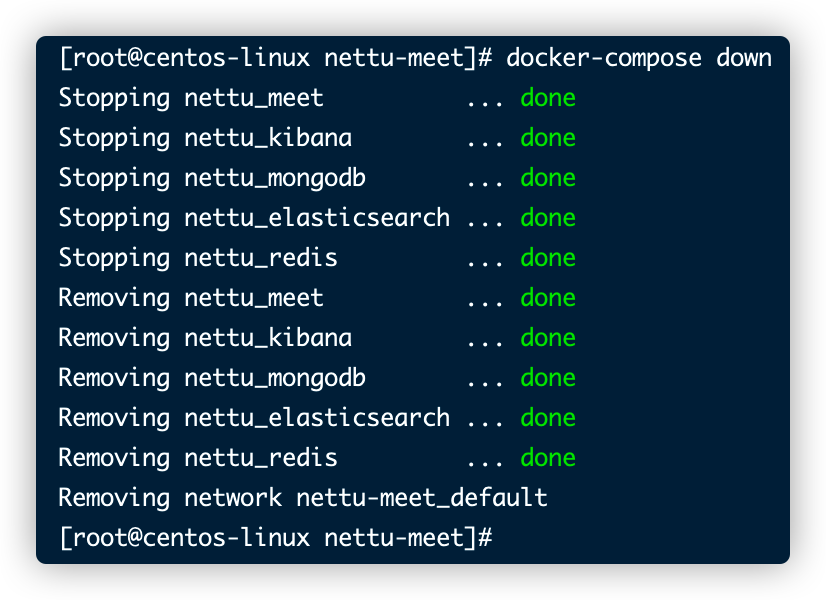 [root@centos-linux nettu-meet]# docker-compose down
Stopping nettu_meet          ... done
Stopping nettu_kibana        ... done
Stopping nettu_mongodb       ... done
Stopping nettu_elasticsearch ... done
Stopping nettu_redis         ... done
Removing nettu_meet          ... done
Removing nettu_kibana        ... done
Removing nettu_mongodb       ... done
Removing nettu_elasticsearch ... done
Removing nettu_redis         ... done
Removing network nettu-meet_default
[root@centos-linux nettu-meet]#